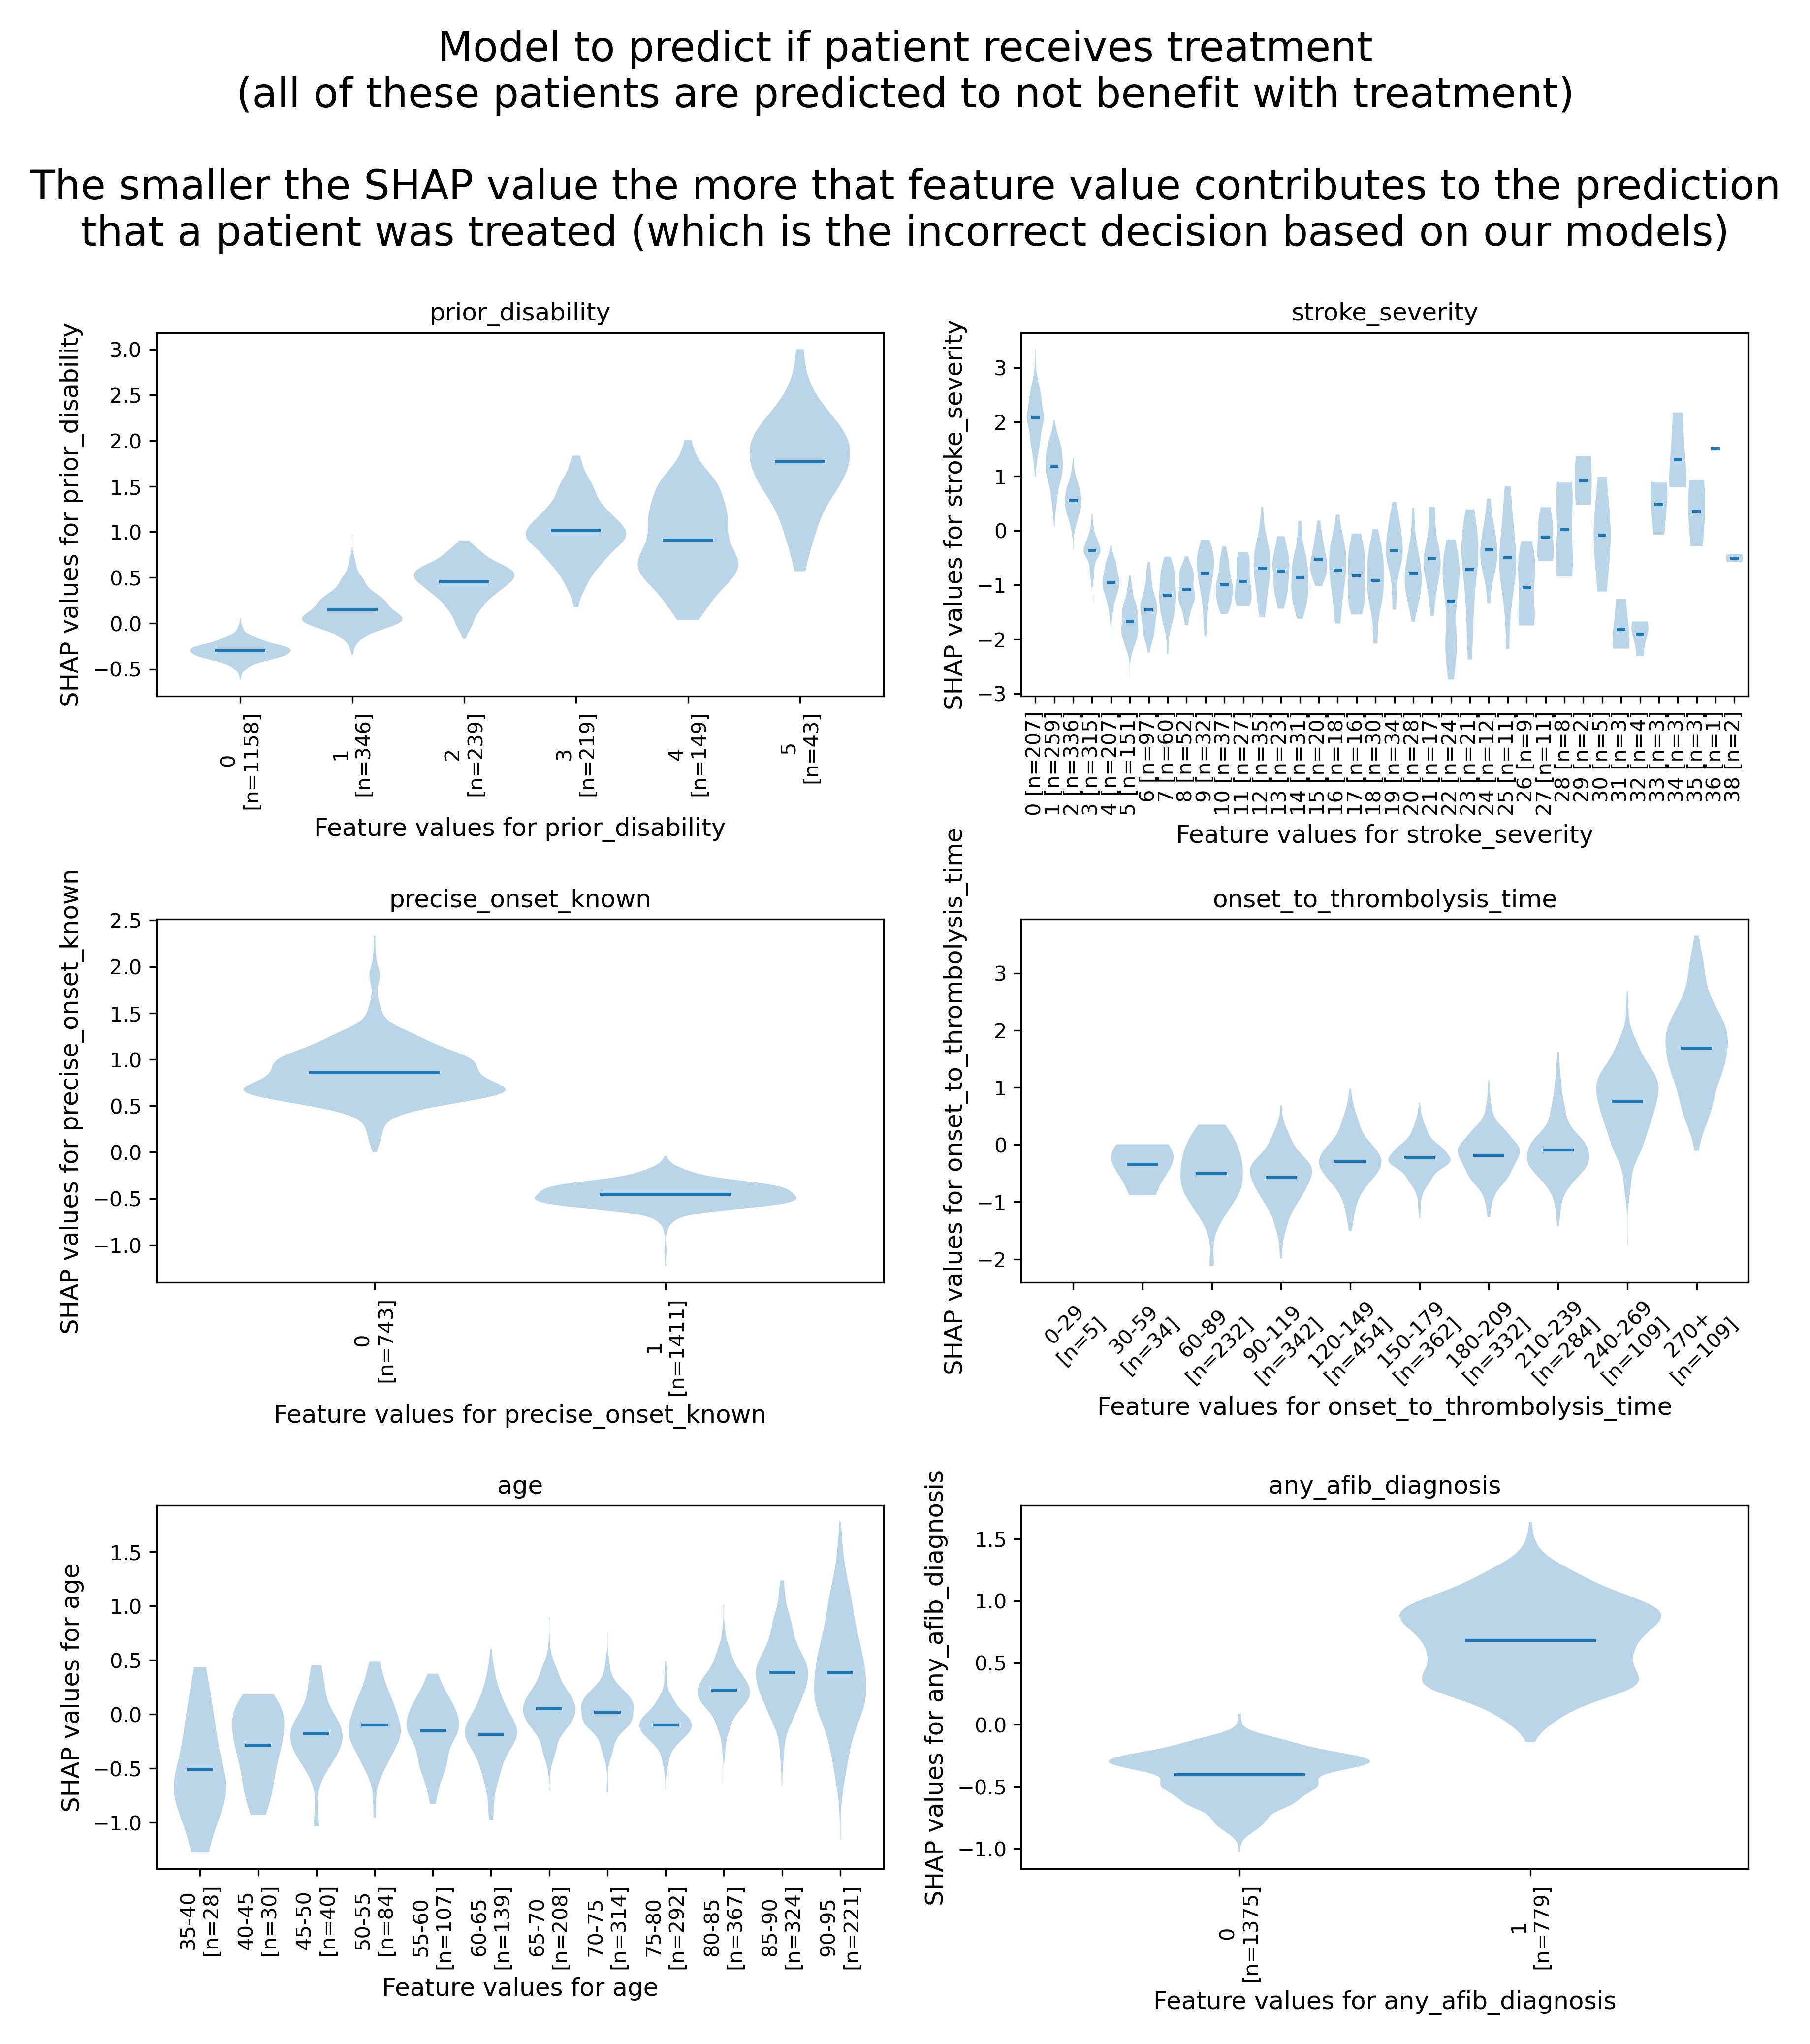 Model to predict if patient receives treatment
(all of these patients are predicted to not benefit with treatment)
The smaller the SHAP value the more that feature value contributes to the prediction
that a patient was treated (which is the incorrect decision based on our models)
prior_disability
SHAP values for prior_disability
3.0
2.5
2.0
1.5
1.0
0.5
0.0
−0.5
0
[n=1158]
1
[n=346]
2
[n=239]
3
[n=219]
4
[n=149]
5
[n=43]
Feature values for prior_disability
stroke_severity
SHAP values for stroke_severity
3
2
1
0
−1
−2
−3
0 [n=207]
1 [n=259]
2 [n=336]
3 [n=315]
4 [n=207]
5 [n=151]
6 [n=97]
7 [n=60]
8 [n=52]
9 [n=32]
10 [n=37]
11 [n=27]
12 [n=35]
13 [n=23]
14 [n=31]
15 [n=20]
16 [n=18]
17 [n=16]
18 [n=30]
19 [n=34]
20 [n=28]
21 [n=17]
22 [n=24]
23 [n=21]
24 [n=12]
25 [n=11]
26 [n=9]
27 [n=11]
28 [n=8]
29 [n=2]
30 [n=5]
31 [n=3]
32 [n=4]
33 [n=3]
34 [n=3]
35 [n=3]
36 [n=1]
38 [n=2]
Feature values for stroke_severity
precise_onset_known
SHAP values for precise_onset_known
2.5
2.0
1.5
1.0
0.5
0.0
−0.5
−1.0
0
[n=743]
1
[n=1411]
Feature values for precise_onset_known
onset_to_thrombolysis_time
SHAP values for onset_to_thrombolysis_time
3
2
1
0
−1
−2
0-29
[n=5]
30-59
[n=34]
60-89
[n=232]
90-119
[n=342]
120-149
[n=454]
150-179
[n=362]
180-209
[n=332]
210-239
[n=284]
240-269
[n=109]
270+
[n=109]
Feature values for onset_to_thrombolysis_time
age
SHAP values for age
1.5
1.0
0.5
0.0
−0.5
−1.0
35-40
[n=28]
40-45
[n=30]
45-50
[n=40]
50-55
[n=84]
55-60
[n=107]
60-65
[n=139]
65-70
[n=208]
70-75
[n=314]
75-80
[n=292]
80-85
[n=367]
85-90
[n=324]
90-95
[n=221]
Feature values for age
any_afib_diagnosis
SHAP values for any_afib_diagnosis
1.5
1.0
0.5
0.0
−0.5
−1.0
0
[n=1375]
1
[n=779]
Feature values for any_afib_diagnosis